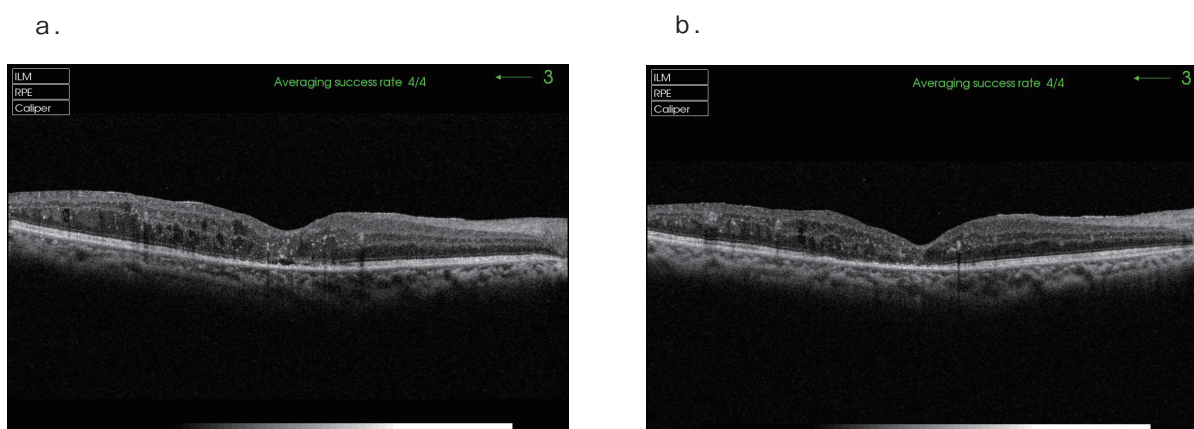 a.
ILM
RPE
Caliper
Averaging success rate 4/4
3
b.
ILM
RPE
Caliper
Averaging success rate 4/4
3